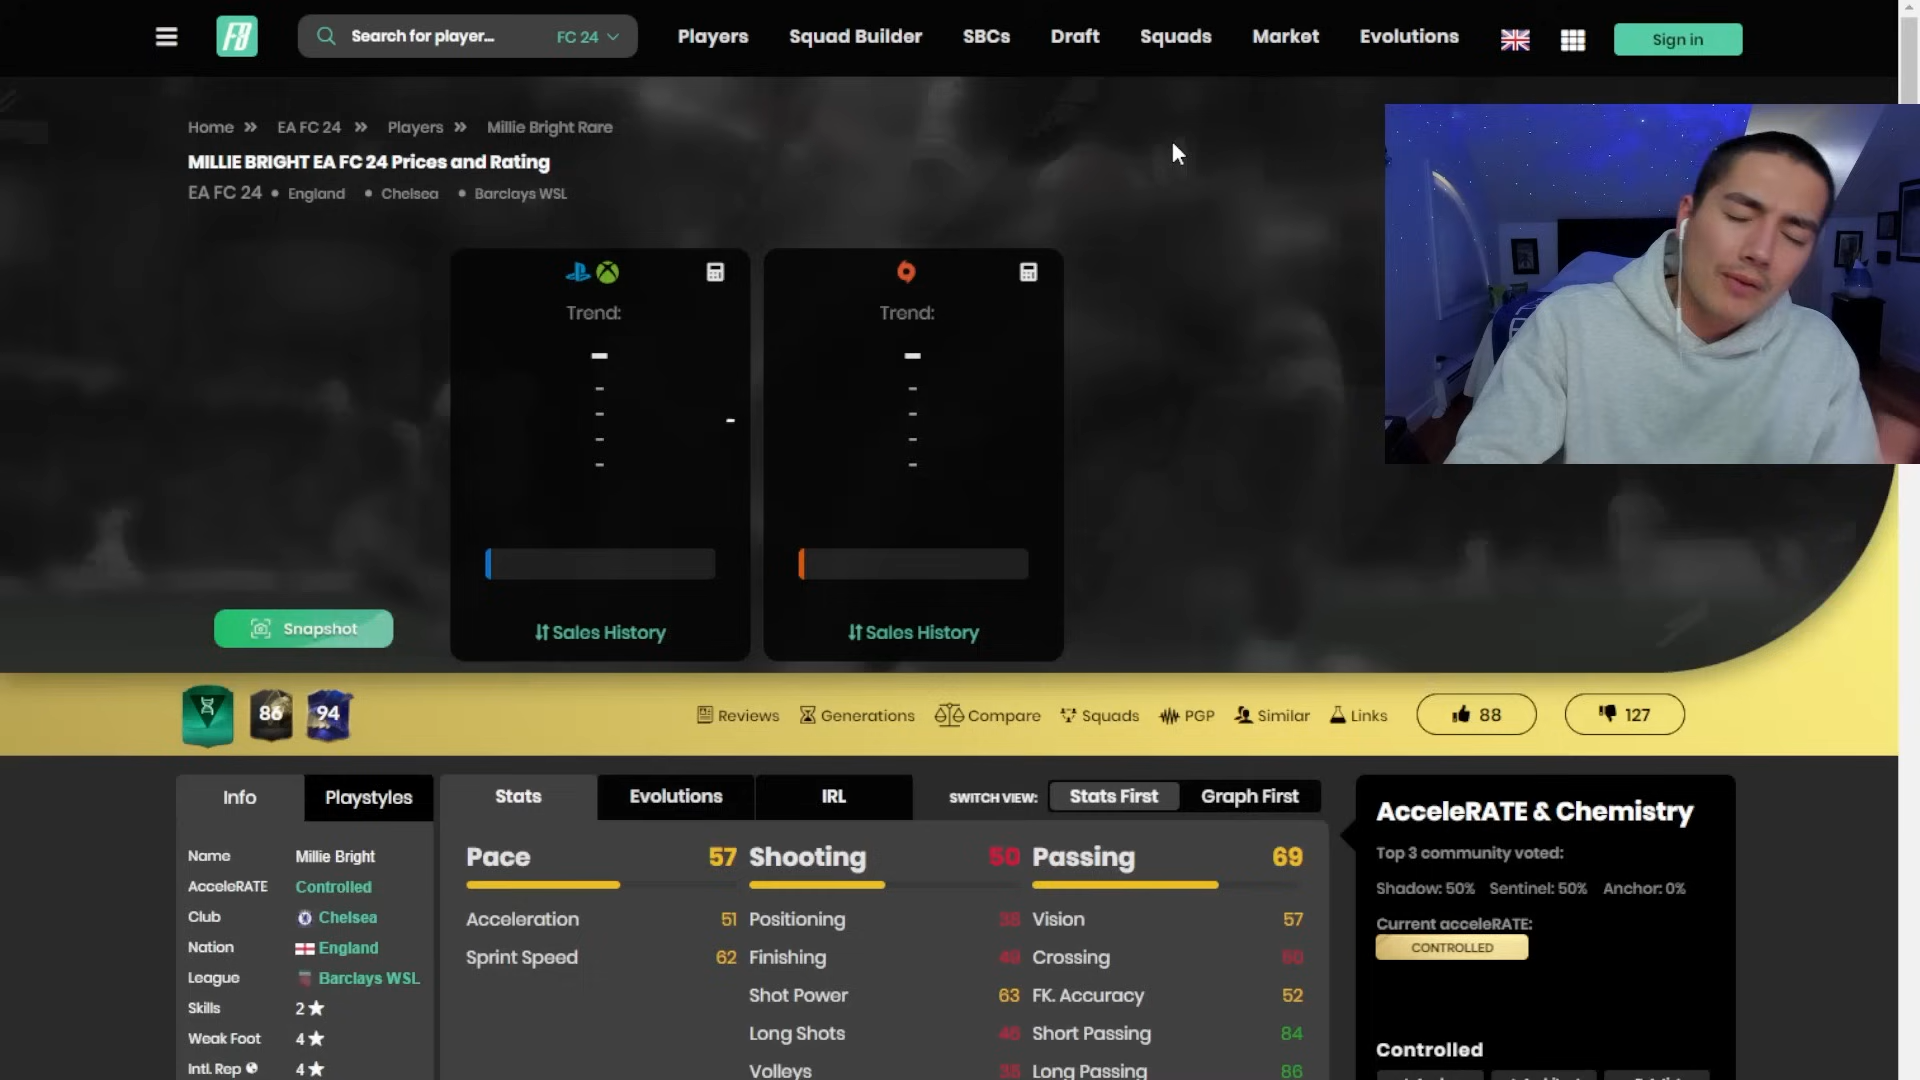 FB
Search for player...
FC 24
Players
Squad Builder
SBCs
Draft
Squads
Market
Evolutions
Sign in
Home » EA FC 24 » Players » Millie Bright Rare
MILLIE BRIGHT EA FC 24 Prices and Rating
EA FC 24 • England • Chelsea • Barclays WSL
Trend:
Trend:
Sales History
Sales History
Snapshot
86
94
Reviews
Generations
Compare
Squads
PGP
Similar
Links
88
127
Info
Playstyles
Stats
Evolutions
IRL
SWITCH VIEW:
Stats First
Graph First
Name Millie Bright
AcceleRATE Controlled
Club Chelsea
Nation England
League Barclays WSL
Skills 2
Weak Foot 4
Intl. Rep 4
Pace 57
Acceleration 51
Sprint Speed 62
Shooting 50
Positioning
Finishing
Shot Power 63
Long Shots
Volleys
Passing 69
Vision 57
Crossing
FK. Accuracy 52
Short Passing 84
Long Passing 86
AcceleRATE & Chemistry
Top 3 community voted:
Shadow: 50% Sentinel: 50% Anchor: 0%
Current acceleRATE:
CONTROLLED
Controlled